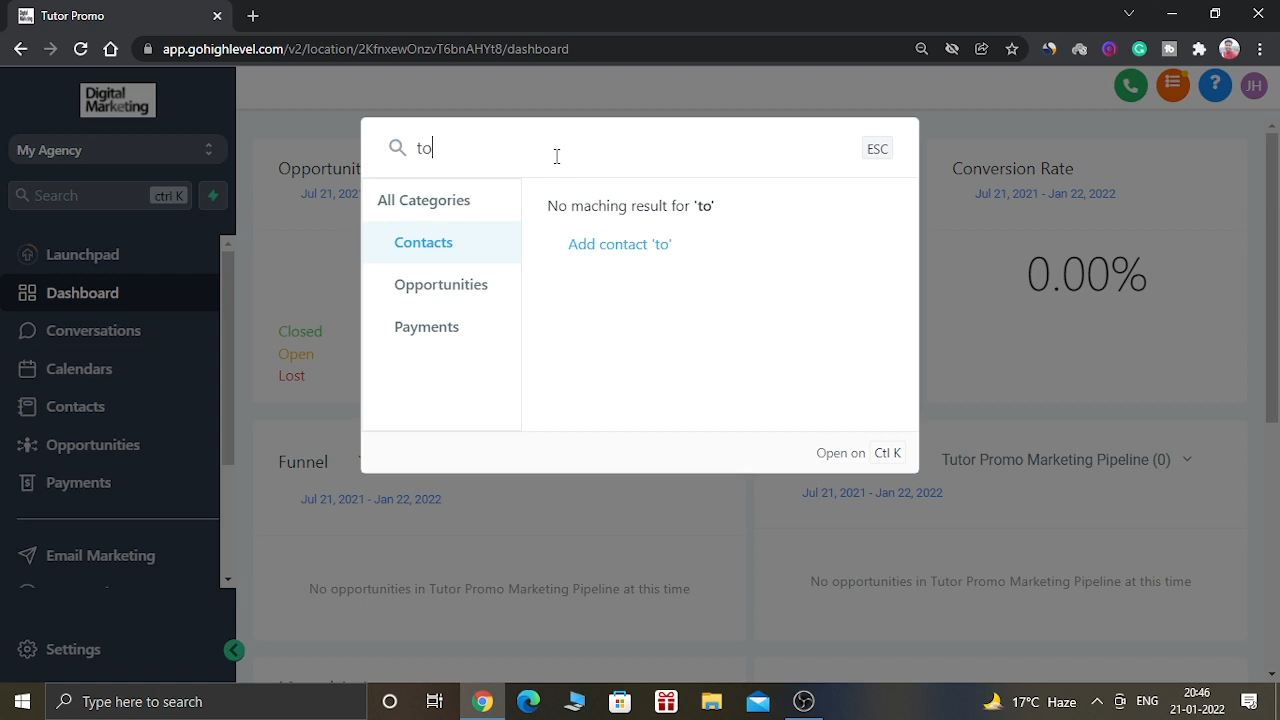 Tutor Promo
app.gohighlevel.com/v2/location/2KfnxewOnzvT6bnAHYt8/dashboard
Digital
Marketing
JH
My Agency
Search
ctrl K
Launchpad
Dashboard
Conversations
Calendars
Contacts
Opportunities
Payments
Email Marketing
Settings
to
ESC
All Categories
Contacts
Opportunities
Payments
No maching result for 'to'
Add contact 'to'
Open on Ctl K
Opportunit
Jul 21, 202
Closed
Open
Lost
Conversion Rate
Jul 21, 2021 - Jan 22, 2022
0.00%
Funnel
Jul 21, 2021 - Jan 22, 2022
No opportunities in Tutor Promo Marketing Pipeline at this time
Tutor Promo Marketing Pipeline (0)
Jul 21, 2021 - Jan 22, 2022
No opportunities in Tutor Promo Marketing Pipeline at this time
Type here to search
17°C Haze
ENG
20:46
21-01-2022